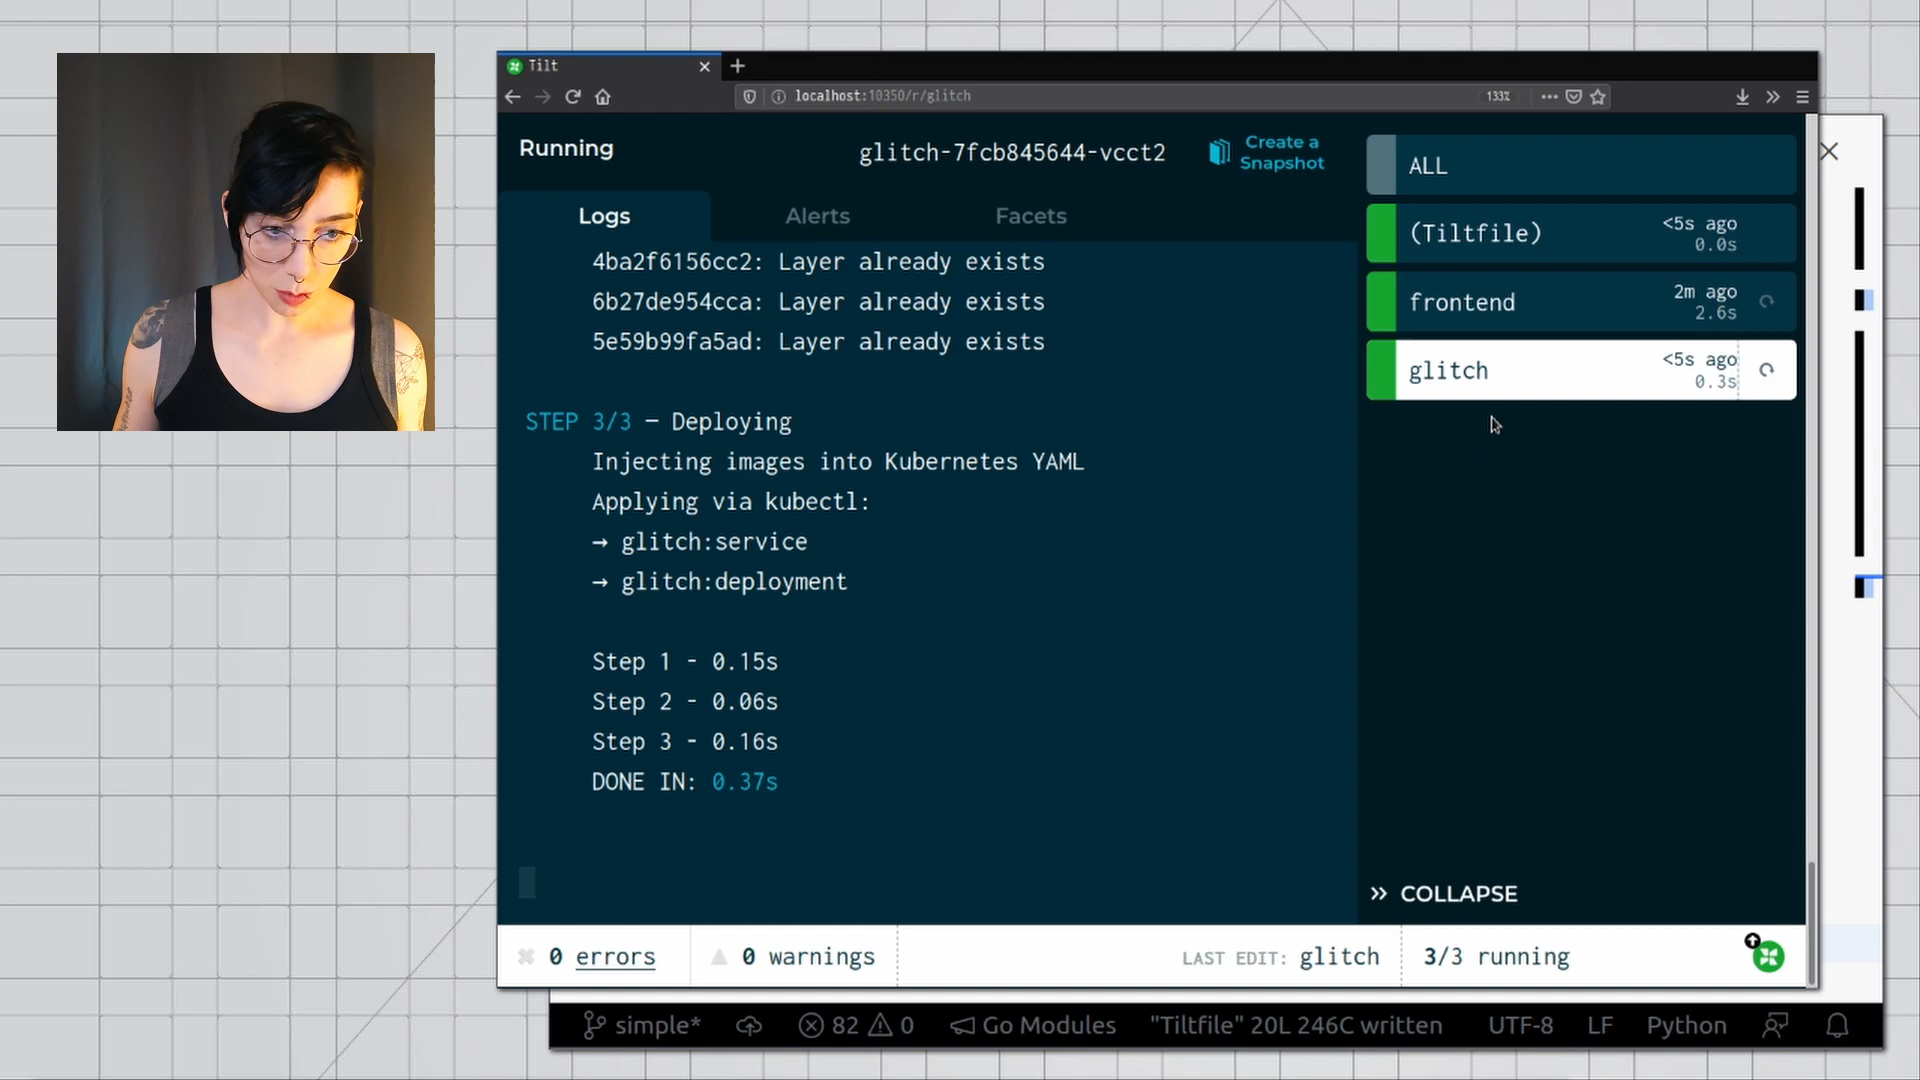 Tilt
localhost:10350/r/glitch
133%
Running
glitch-7fcb845644-vcct2
Create a
Snapshot
Logs
Alerts
Facets
4ba2f6156cc2: Layer already exists
6b27de954cca: Layer already exists
5e59b99fa5ad: Layer already exists
STEP 3/3 — Deploying
Injecting images into Kubernetes YAML
Applying via kubectl:
→ glitch:service
→ glitch:deployment
Step 1 - 0.15s
Step 2 - 0.06s
Step 3 - 0.16s
DONE IN: 0.37s
ALL
(Tiltfile)
<5s ago
0.0s
frontend
2m ago
2.6s
glitch
<5s ago
0.3s
COLLAPSE
0 errors
0 warnings
LAST EDIT: glitch
3/3 running
simple*
82
0
Go Modules
"Tiltfile" 20L 246C written
UTF-8
LF
Python